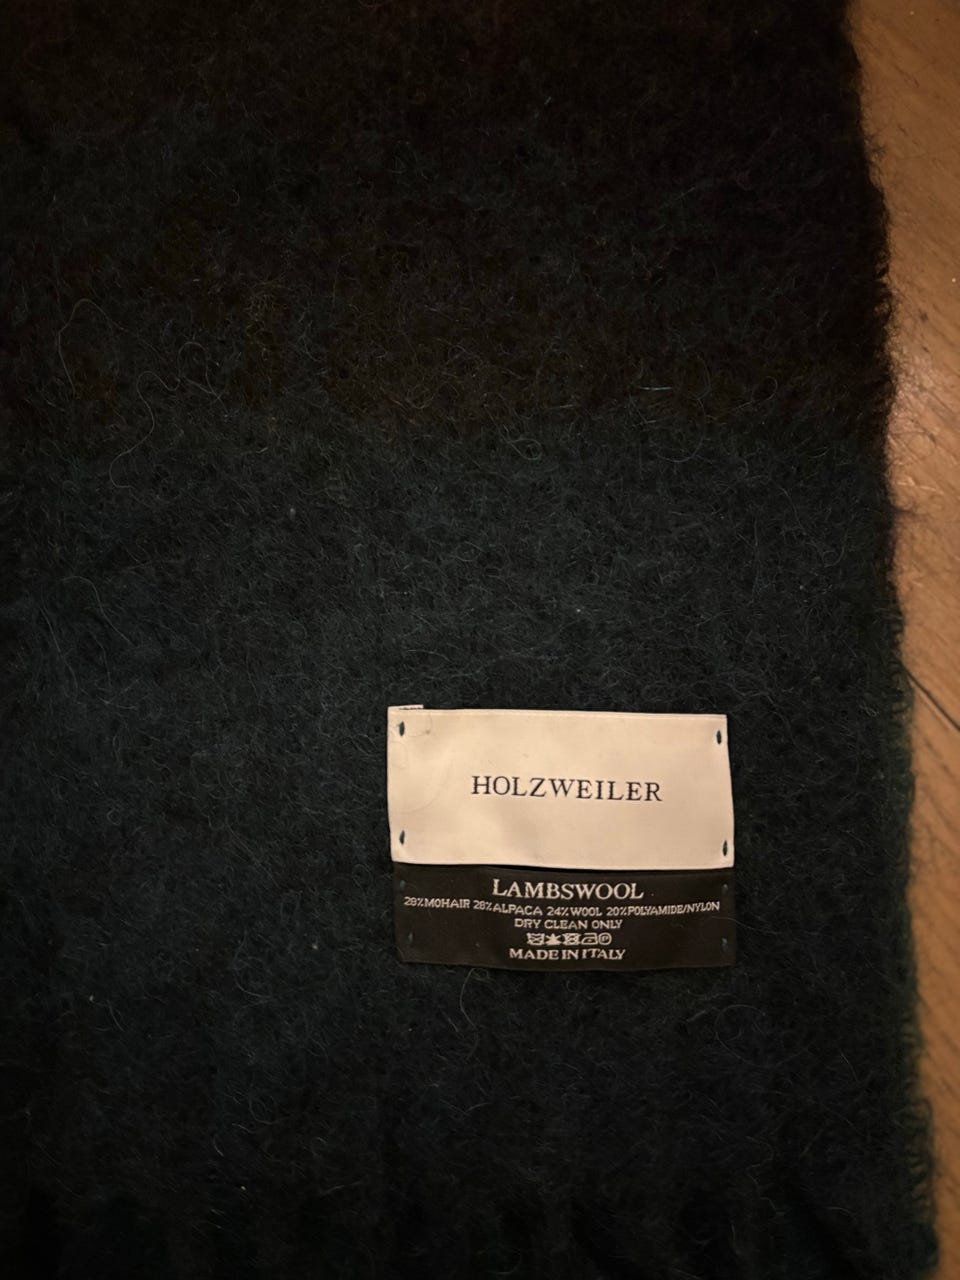 HOLZWEILER
LAMBSWOOL
28%MOHAIR 28%ALPACA 24%WOOL 20%POLYAMIDE/NYLON
DRY CLEAN ONLY
MADE IN ITALY